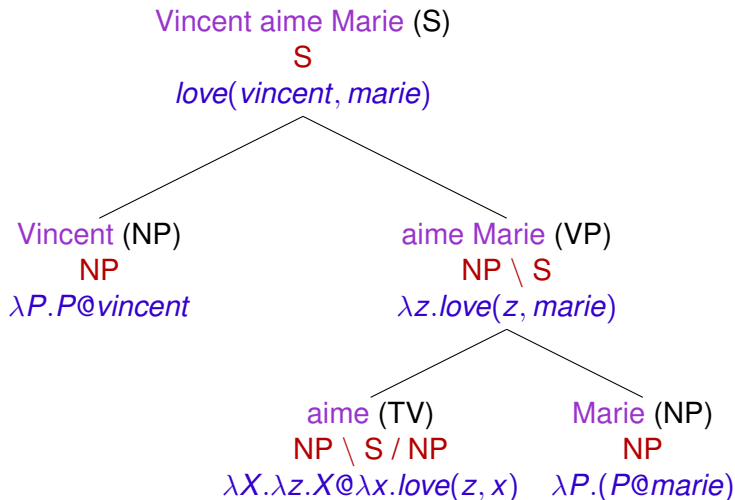 Vincent aime Marie (S)
S
love(vincent, marie)
Vincent (NP)
NP
λP.P@vincent
aime Marie (VP)
NP \ S
λz.love(z, marie)
aime (TV)
NP \ S / NP
λX.λz.X@λx.love(z, x)
Marie (NP)
NP
λP.(P@marie)